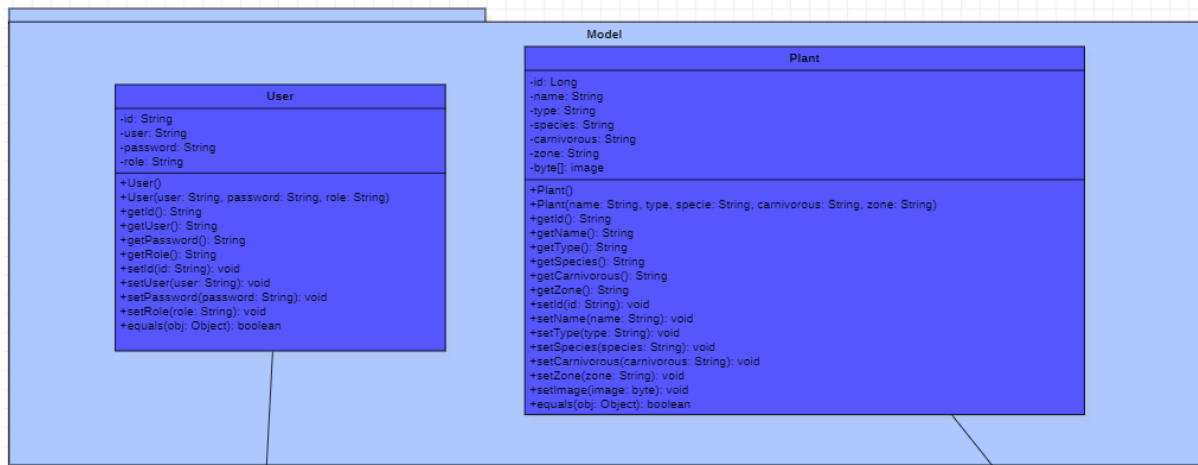 Model
User
-id: String
-user: String
-password: String
-role: String
+User()
+User(user: String, password: String, role: String)
+getId(): String
+getUser(): String
+getPassword(): String
+getRole(): String
+setId(id: String): void
+setUser(user: String): void
+setPassword(password: String): void
+setRole(role: String): void
+equals(obj: Object): boolean
Plant
-id: Long
-name: String
-type: String
-species: String
-carnivorous: String
-zone: String
-byte[]: image
+Plant()
+Plant(name: String, type, specie: String, carnivorous: String, zone: String)
+getId(): String
+getName(): String
+getType(): String
+getSpecies(): String
+getCarnivorous(): String
+getZone(): String
+setId(id: String): void
+setName(name: String): void
+setType(type: String): void
+setSpecies(species: String): void
+setCarnivorous(carnivorous: String): void
+setZone(zone: String): void
+setImage(image: byte): void
+equals(obj: Object): boolean